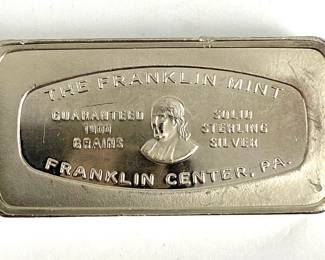 THE FRANKLIN MINT
GUARANTEED
1000
GRAINS
SOLID
STERLING
SILVER
FRANKLIN CENTER, PA.